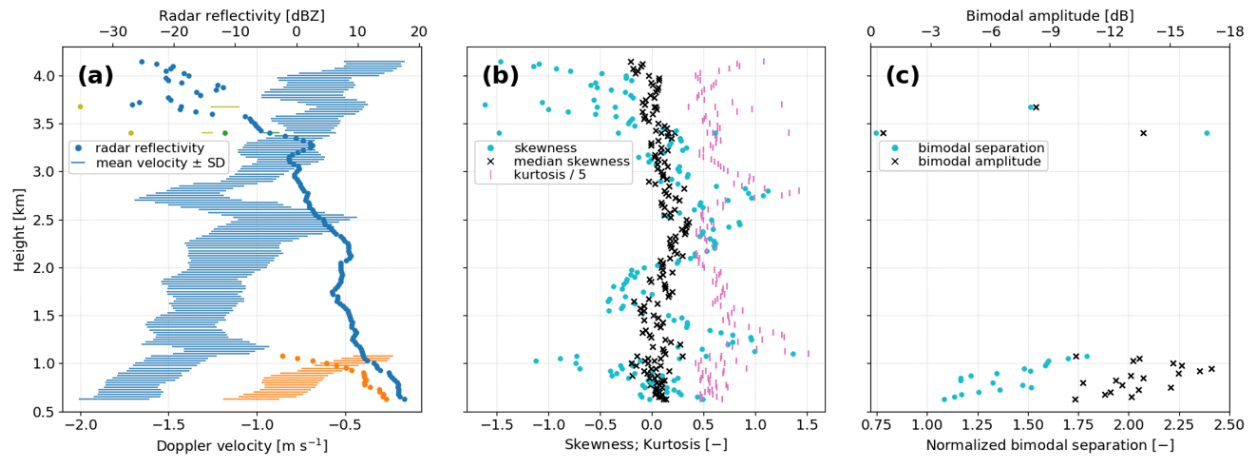 Radar reflectivity [dBZ]
−30 −20 −10 0 10 20
Bimodal amplitude [dB]
0 −3 −6 −9 −12 −15 −18
(a)
(b)
(c)
4.0
3.5
3.0
2.5
2.0
1.5
1.0
0.5
Height [km]
radar reflectivity
mean velocity ± SD
skewness
median skewness
kurtosis / 5
bimodal separation
bimodal amplitude
−2.0 −1.5 −1.0 −0.5
Doppler velocity [m s⁻¹]
−1.5 −1.0 −0.5 0.0 0.5 1.0 1.5
Skewness; Kurtosis [−]
0.75 1.00 1.25 1.50 1.75 2.00 2.25 2.50
Normalized bimodal separation [−]